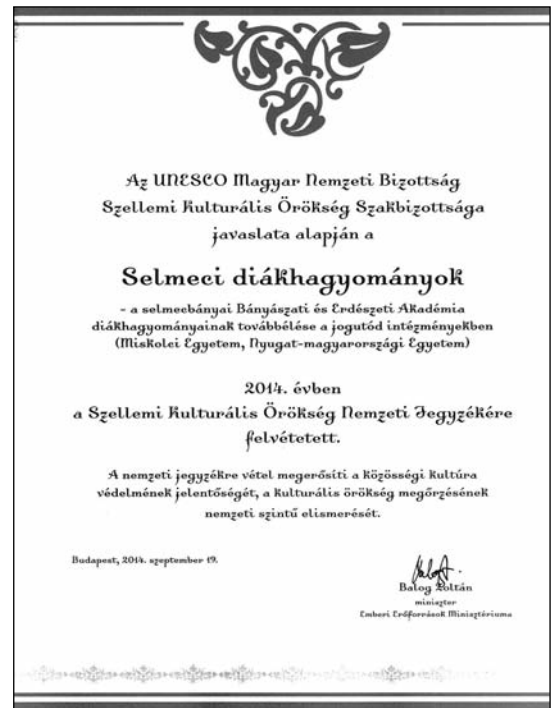 Az UNESCO Magyar Nemzeti Bizottság
Szellemi Kulturális Örökség Szakbizottsága
javaslata alapján a
Selmeci diákhagyományok
- a selmecbányai Bányászati és Erdészeti Akadémia
diákhagyományainak továbbélése a jogutód intézményekben
(Miskolci Egyetem, Nyugat-magyarországi Egyetem)
2014. évben
a Szellemi Kulturális Örökség Nemzeti Jegyzékére
felvétetett.
A nemzeti jegyzékre vétel megerősíti a közösségi kultúra
védelmének jelentőségét, a kulturális örökség megőrzésének
nemzeti szintű elismerését.
Budapest, 2014. szeptember 19.
Balog Zoltán
miniszter
Emberi Erőforrások Minisztériuma